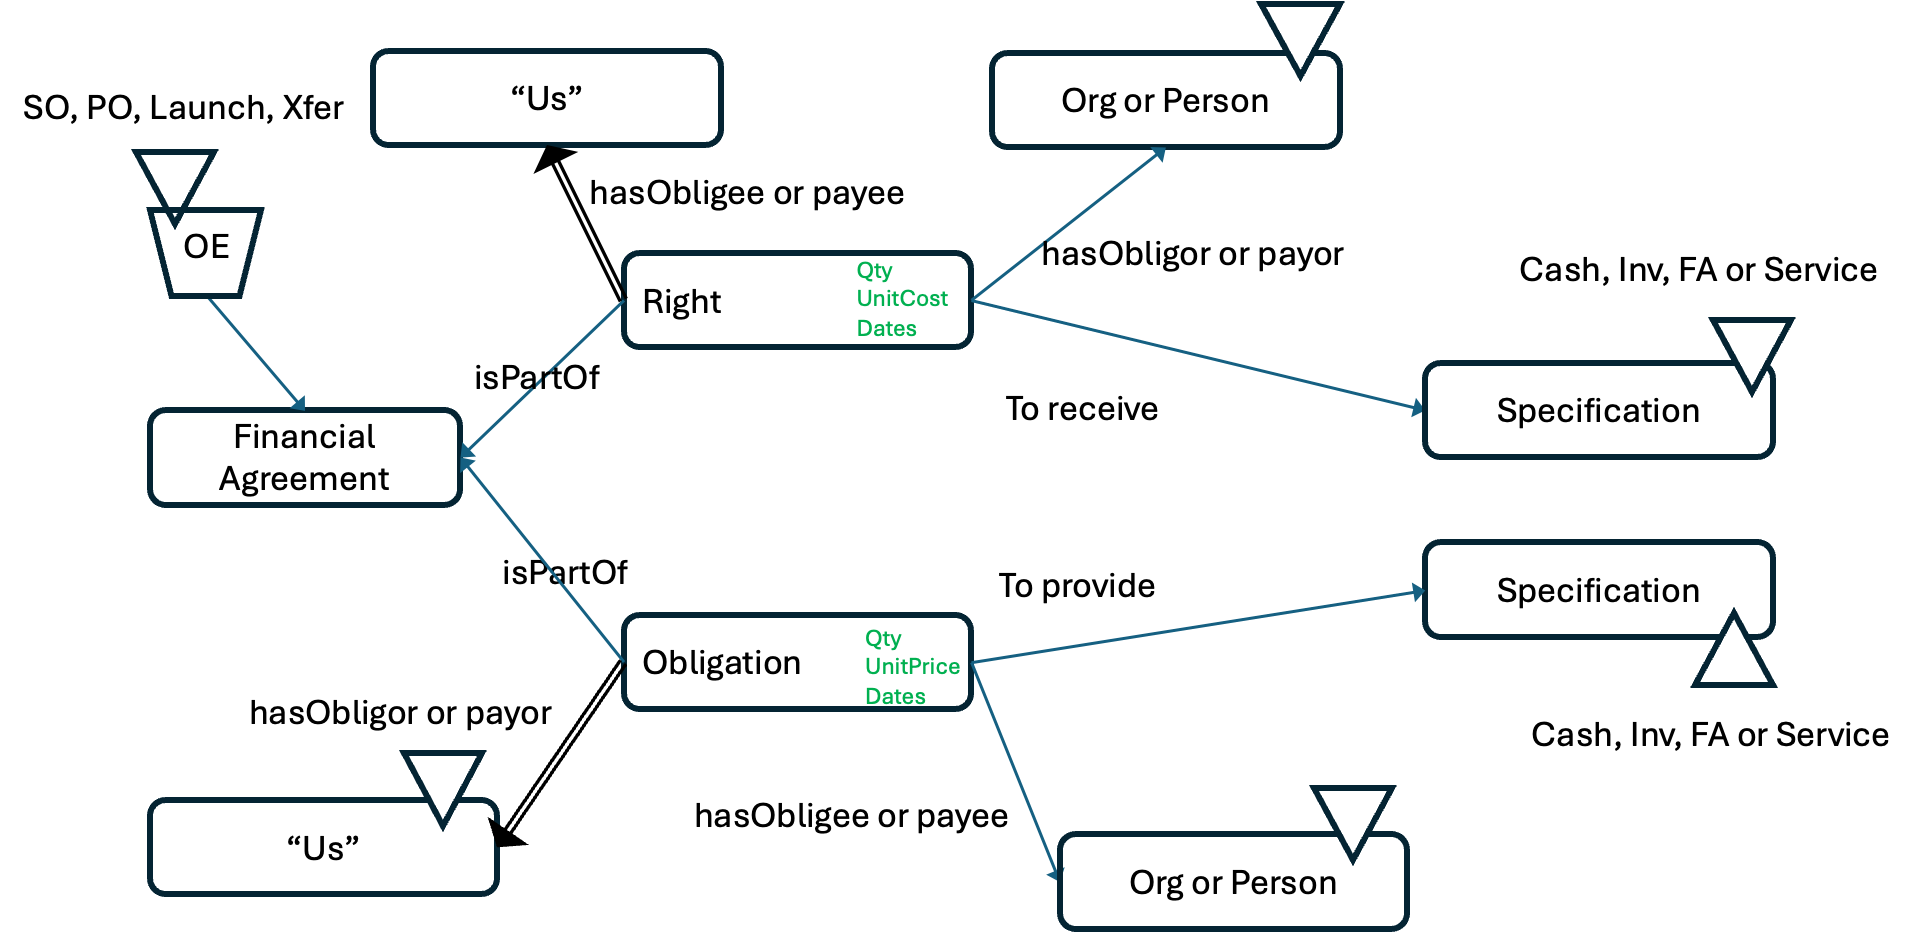 SO, PO, Launch, Xfer
“Us”
Org or Person
hasObligee or payee
OE
hasObligor or payor
Cash, Inv, FA or Service
Right
Qty
UnitCost
Dates
isPartOf
To receive
Specification
Financial
Agreement
isPartOf
To provide
Specification
Obligation
Qty
UnitPrice
Dates
hasObligor or payor
Cash, Inv, FA or Service
hasObligee or payee
“Us”
Org or Person